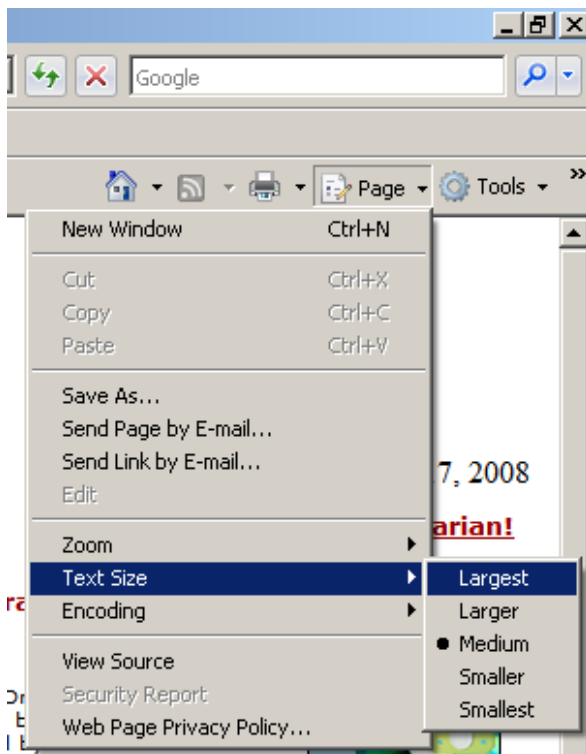 Google
Page
Tools
New Window Ctrl+N
Cut Ctrl+X
Copy Ctrl+C
Paste Ctrl+V
Save As...
Send Page by E-mail...
Send Link by E-mail...
7, 2008
Edit
arian!
Zoom
Text Size
Largest
Encoding
Larger
Medium
View Source
Smaller
Security Report
Smallest
Web Page Privacy Policy...